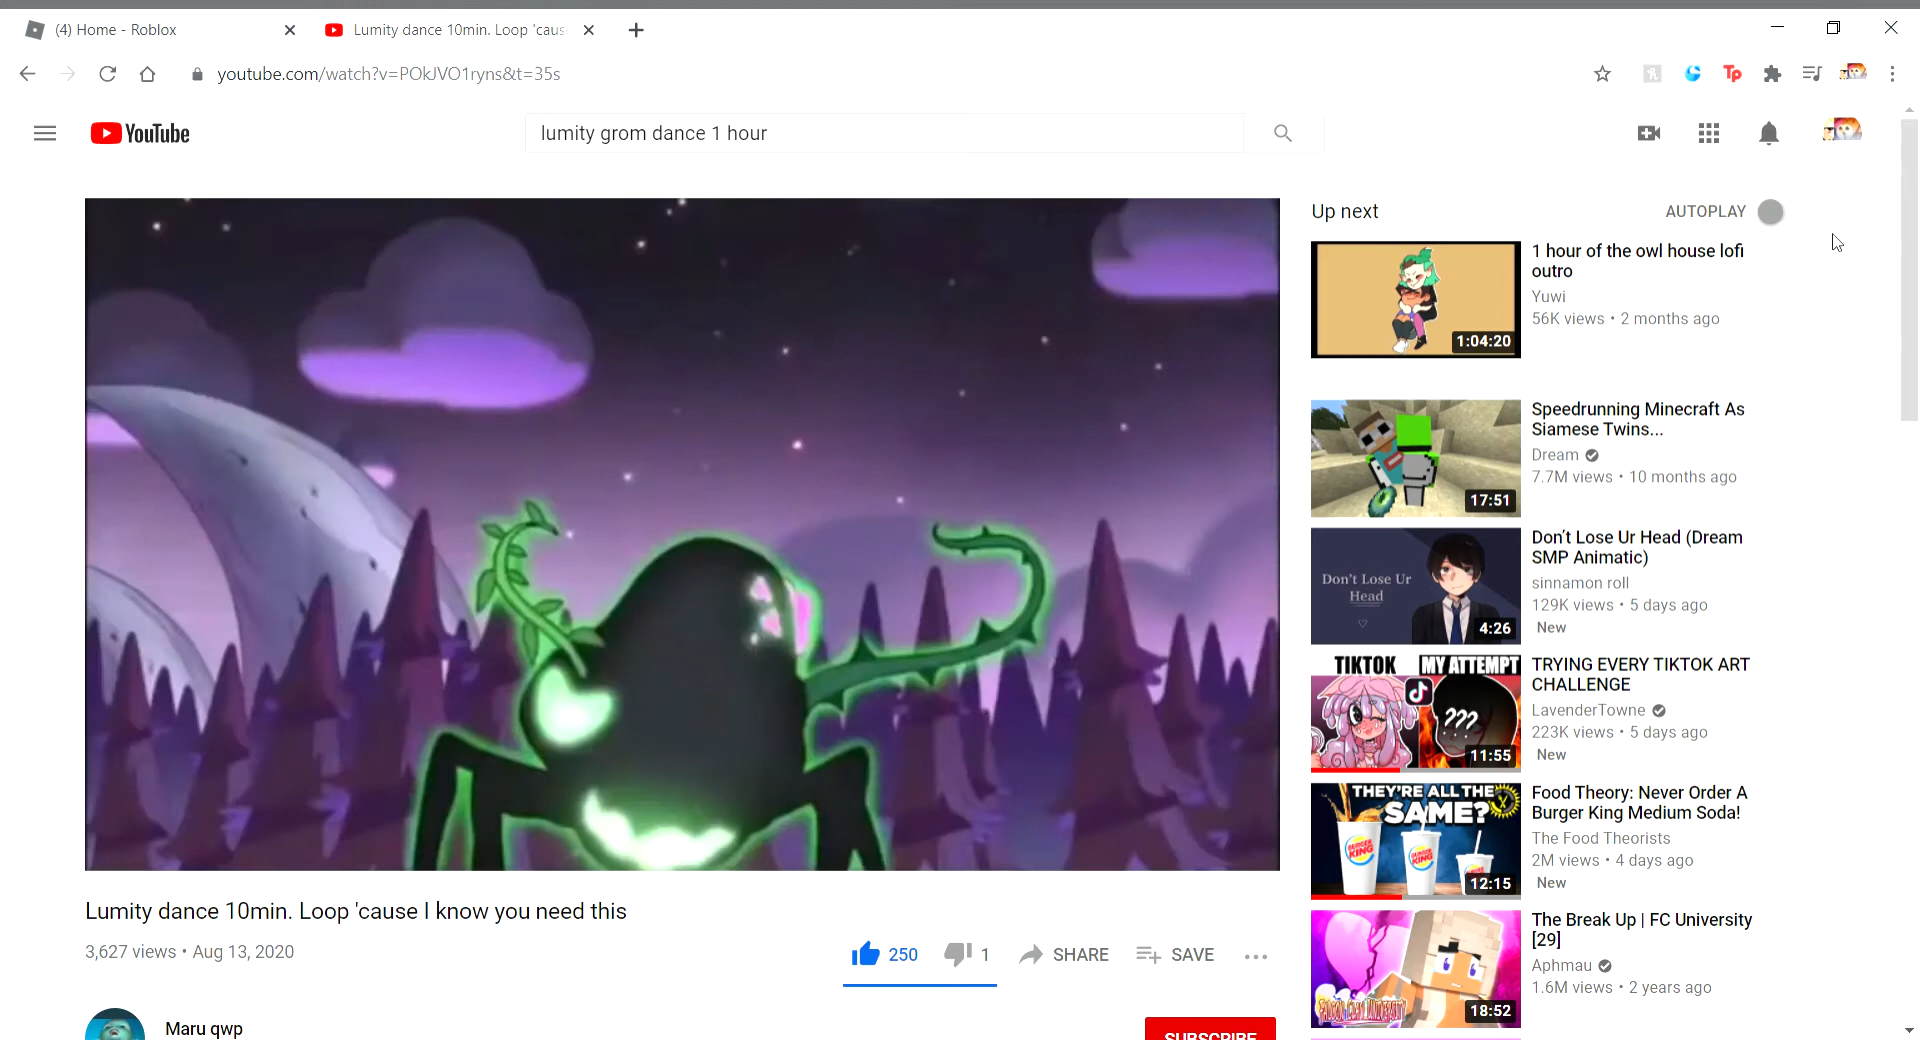 (4) Home - Roblox
Lumity dance 10min. Loop 'caus
youtube.com/watch?v=POkJVO1ryns&t=35s
Tp
YouTube
lumity grom dance 1 hour
Up next
AUTOPLAY
1:04:20
1 hour of the owl house lofi
outro
Yuwi
56K views • 2 months ago
17:51
Speedrunning Minecraft As
Siamese Twins...
Dream
7.7M views • 10 months ago
Don't Lose Ur
Head
4:26
Don't Lose Ur Head (Dream
SMP Animatic)
sinnamon roll
129K views • 5 days ago
New
TIKTOK MY ATTEMPT
???
11:55
TRYING EVERY TIKTOK ART
CHALLENGE
LavenderTowne
223K views • 5 days ago
New
THEY'RE ALL THE
SAME?
BURGER KING
BURGER KING
12:15
Food Theory: Never Order A
Burger King Medium Soda!
The Food Theorists
2M views • 4 days ago
New
18:52
The Break Up | FC University
[29]
Aphmau
1.6M views • 2 years ago
Lumity dance 10min. Loop 'cause I know you need this
3,627 views • Aug 13, 2020
250
1
SHARE
SAVE
Maru qwp
SUBSCRIBE